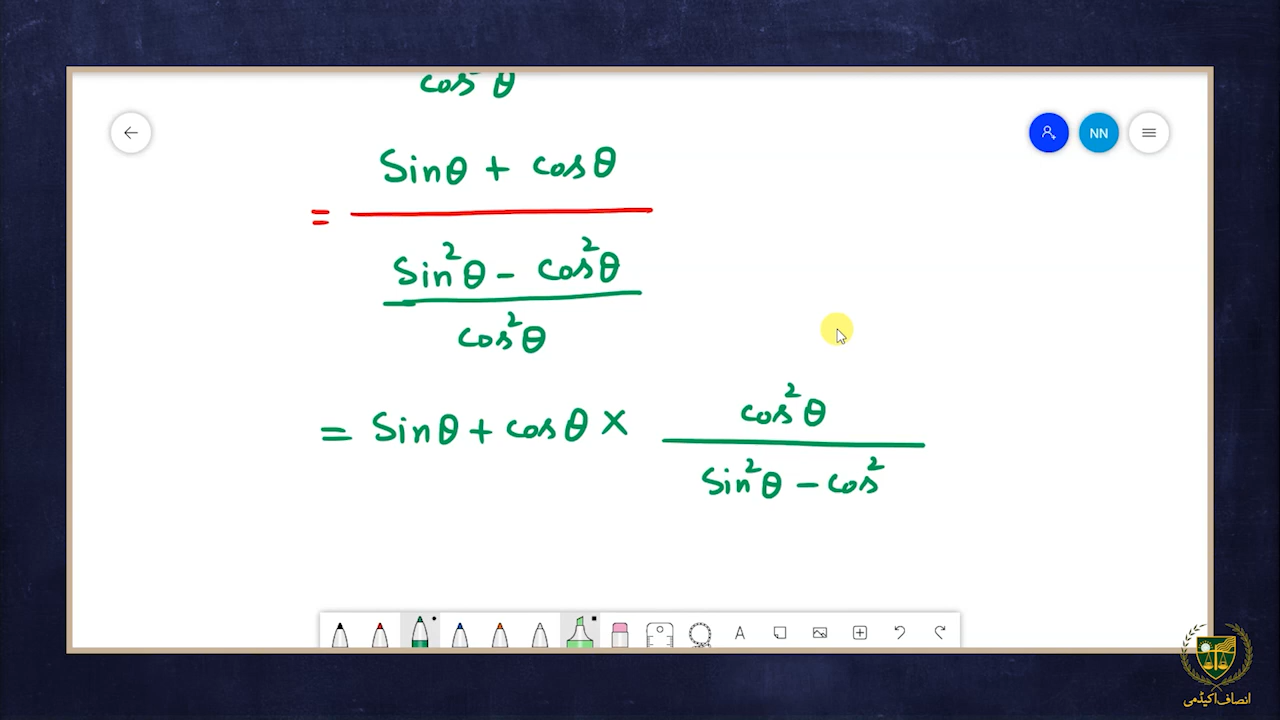 cos²θ
NN
Sinθ + cosθ
=
Sin²θ - cos²θ
cos²θ
cos²θ
= Sinθ + cosθ ×
Sin²θ - cos²
A
انصاف اکیڈمی